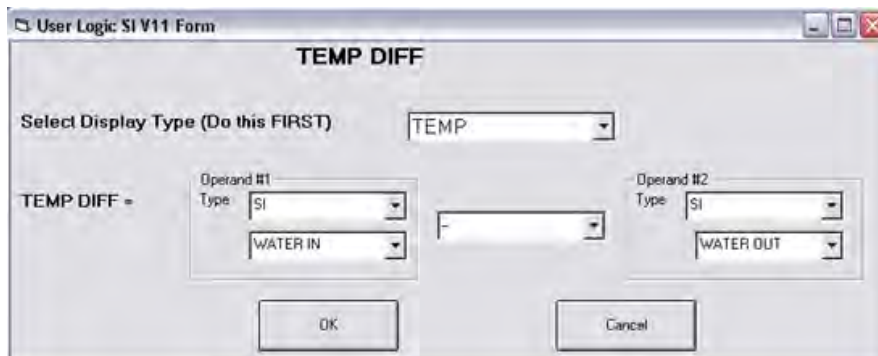 User Logic SI V11 Form
TEMP DIFF
Select Display Type (Do this FIRST)
TEMP
Operand #1
Operand #2
TEMP DIFF =
Type
SI
-
Type
SI
WATER IN
WATER OUT
OK
Cancel